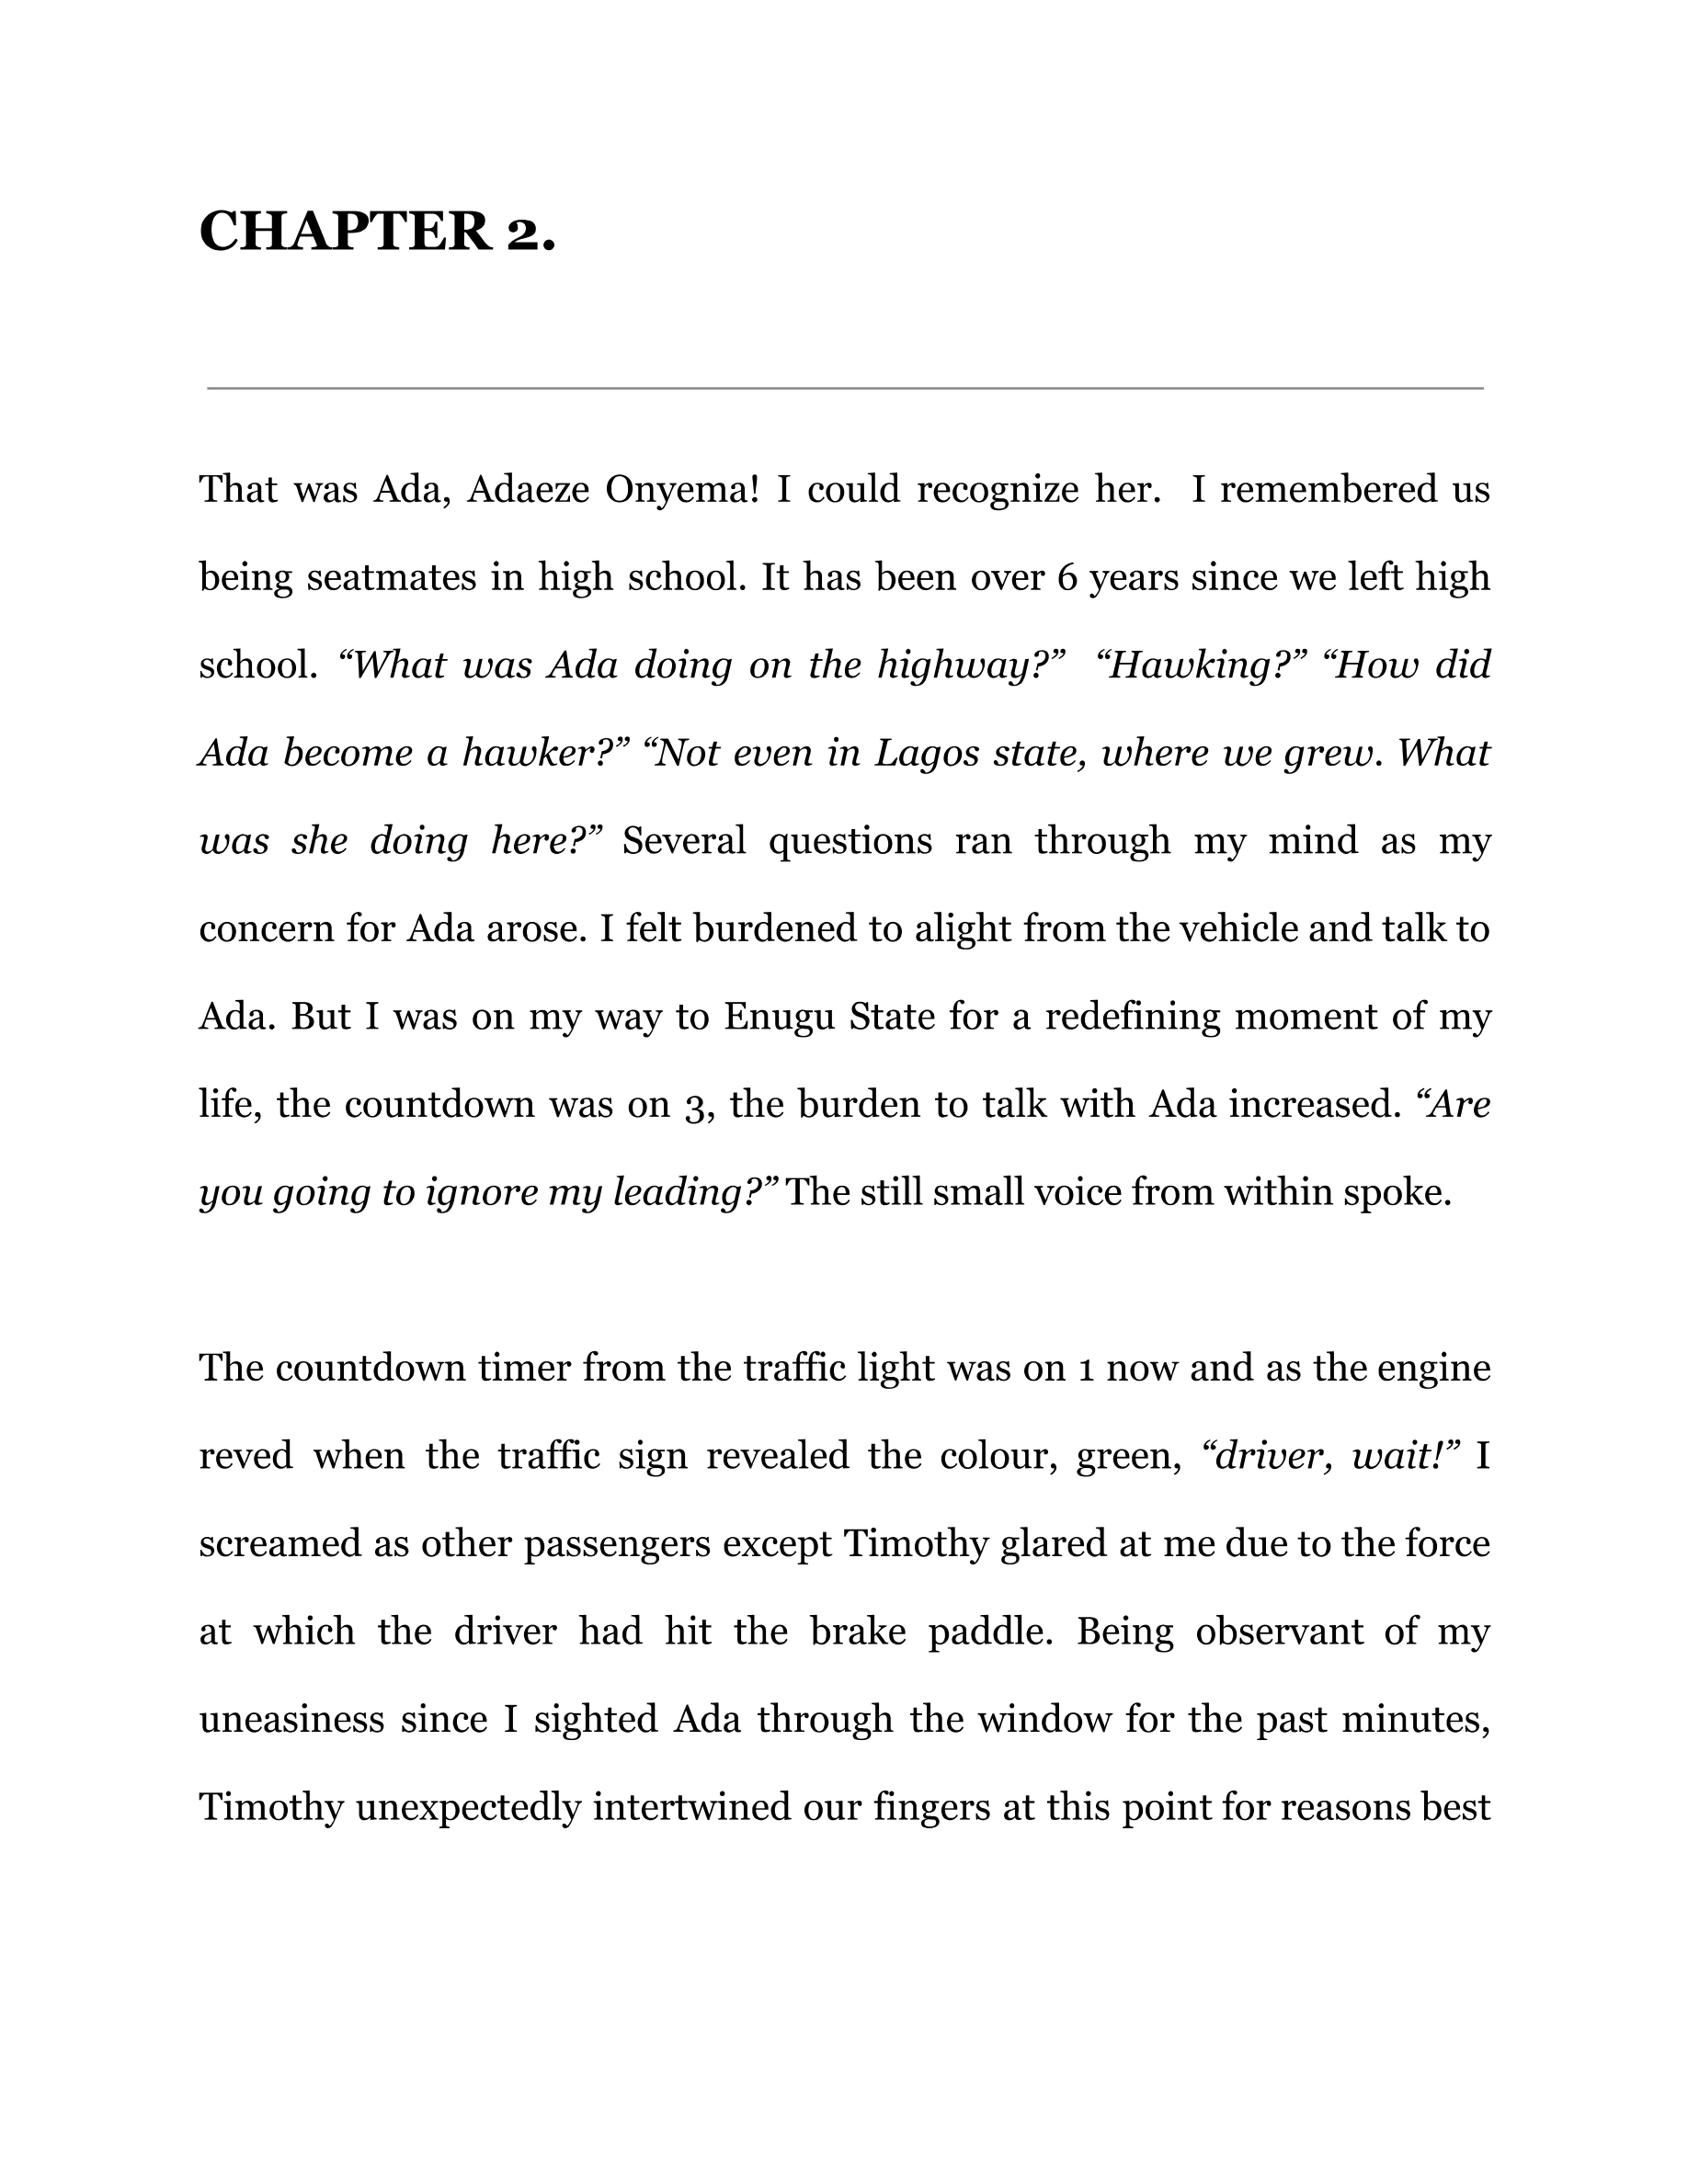 CHAPTER 2.
That was Ada, Adaeze Onyema! I could recognize her.  I remembered us
being seatmates in high school. It has been over 6 years since we left high
school. “What was Ada doing on the highway?”  “Hawking?” “How did
Ada become a hawker?” “Not even in Lagos state, where we grew. What
was she doing here?” Several questions ran through my mind as my
concern for Ada arose. I felt burdened to alight from the vehicle and talk to
Ada. But I was on my way to Enugu State for a redefining moment of my
life, the countdown was on 3, the burden to talk with Ada increased. “Are
you going to ignore my leading?” The still small voice from within spoke.
The countdown timer from the traffic light was on 1 now and as the engine
reved when the traffic sign revealed the colour, green, “driver, wait!” I
screamed as other passengers except Timothy glared at me due to the force
at which the driver had hit the brake paddle. Being observant of my
uneasiness since I sighted Ada through the window for the past minutes,
Timothy unexpectedly intertwined our fingers at this point for reasons best